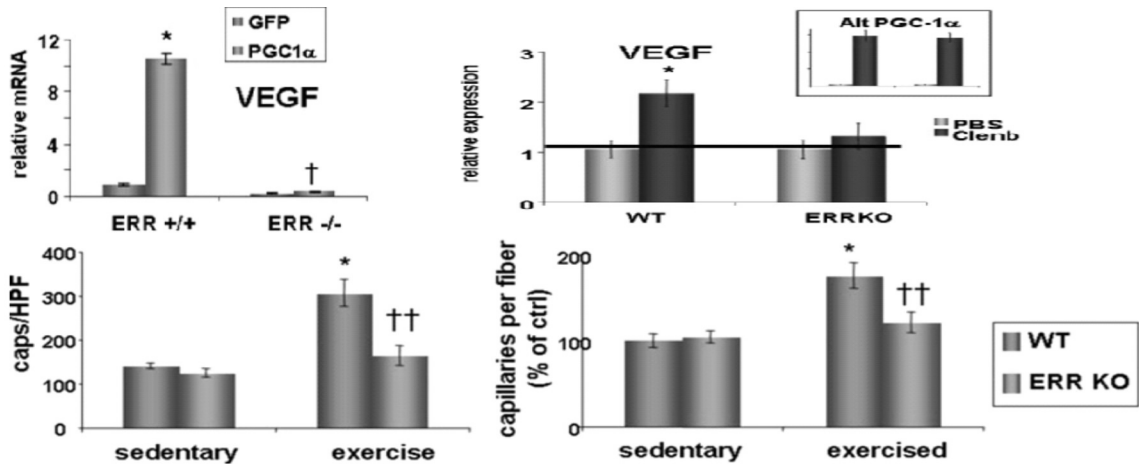 GFP
PGC1α
relative mRNA
12
8
4
0
*
VEGF
†
ERR +/+ ERR -/-
Alt PGC-1α
VEGF
*
relative expression
3
2
1
0
PBS
Clenb
WT ERRKO
caps/HPF
400
300
200
100
0
*
††
sedentary exercise
capillaries per fiber
(% of ctrl)
200
100
0
*
††
sedentary exercised
WT
ERR KO